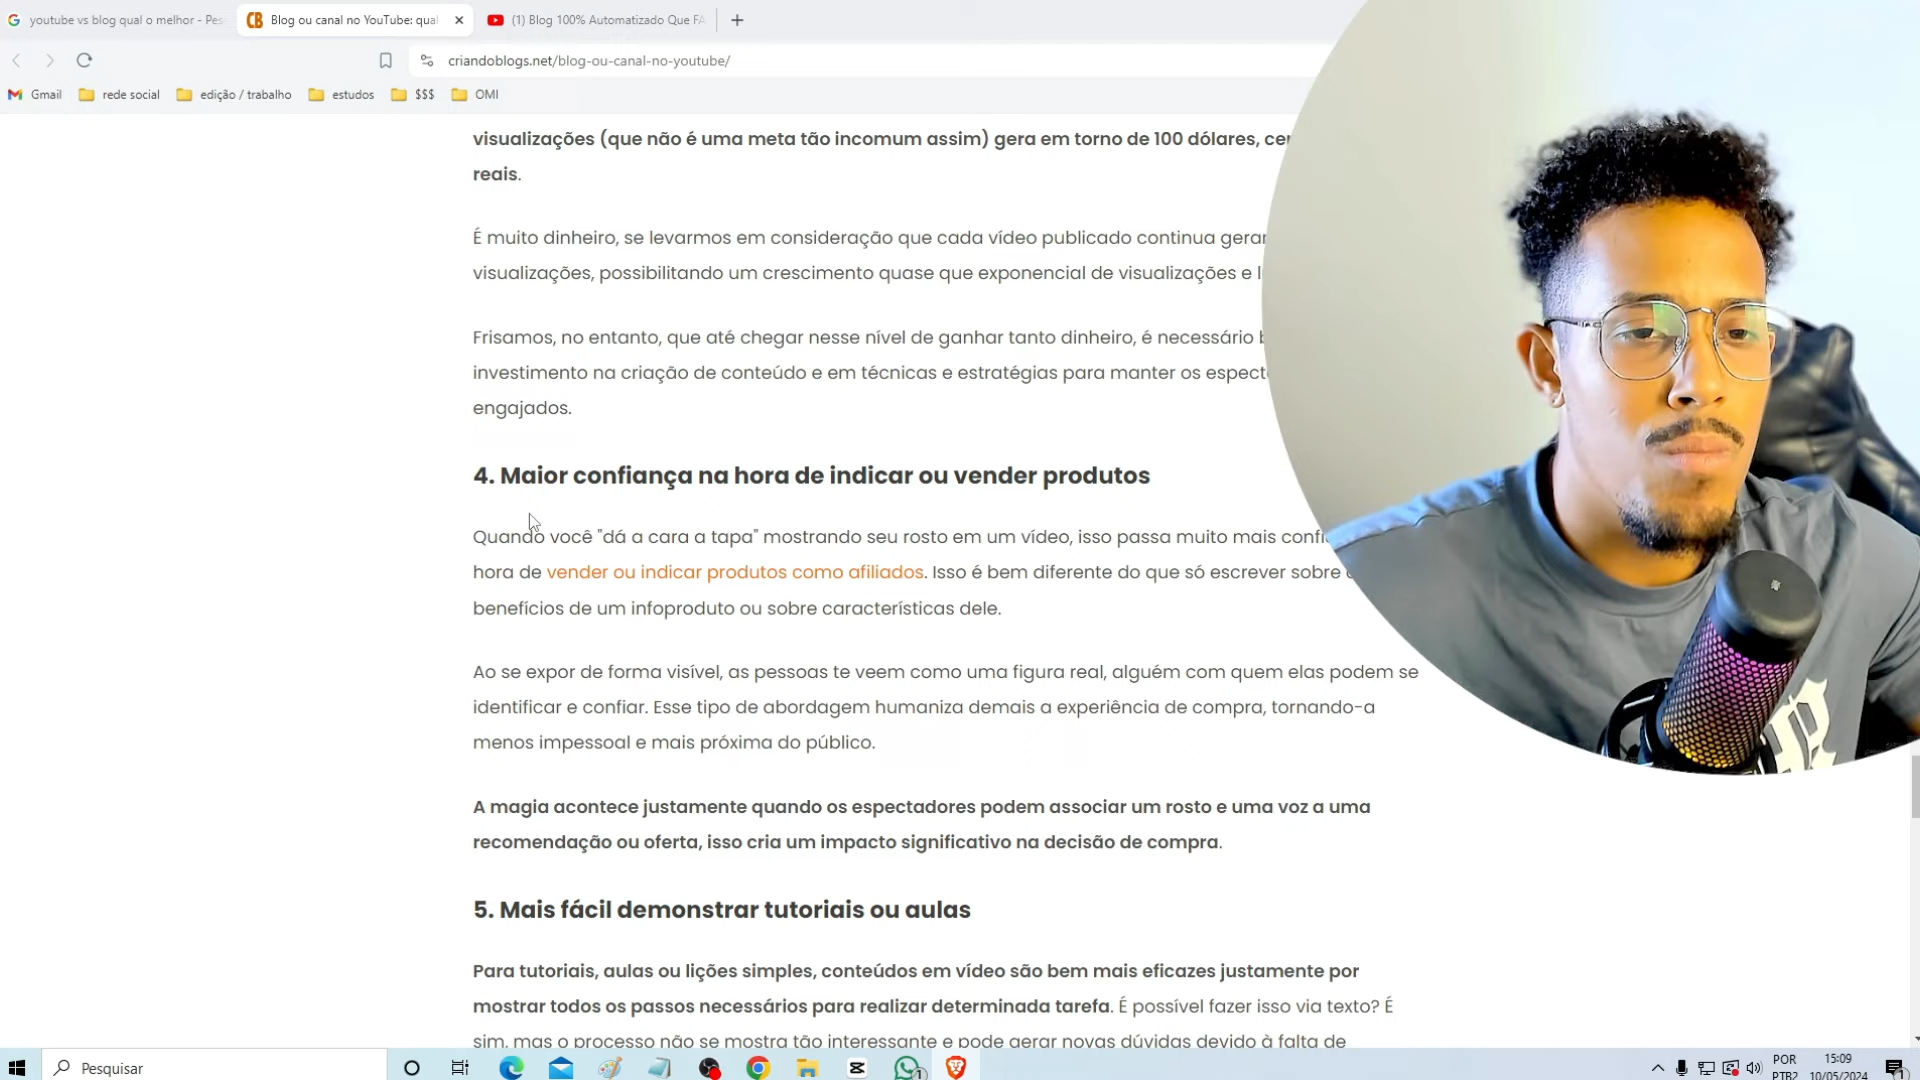 youtube vs blog qual o melhor - Pes
Blog ou canal no YouTube: qual
(1) Blog 100% Automatizado Que FA
criandoblogs.net/blog-ou-canal-no-youtube/
Gmail
rede social
edição / trabalho
estudos
$$$
OMI
visualizações (que não é uma meta tão incomum assim) gera em torno de 100 dólares,
reais.
É muito dinheiro, se levarmos em consideração que cada vídeo publicado continua
visualizações, possibilitando um crescimento quase que exponencial de visualizações e
Frisamos, no entanto, que até chegar nesse nível de ganhar tanto dinheiro, é necessário
investimento na criação de conteúdo e em técnicas e estratégias para manter os
engajados.
4. Maior confiança na hora de indicar ou vender produtos
Quando você "dá a cara a tapa" mostrando seu rosto em um vídeo, isso passa muito mais
hora de vender ou indicar produtos como afiliados. Isso é bem diferente do que só escrever sobre
benefícios de um infoproduto ou sobre características dele.
Ao se expor de forma visível, as pessoas te veem como uma figura real, alguém com quem elas podem se
identificar e confiar. Esse tipo de abordagem humaniza demais a experiência de compra, tornando-a
menos impessoal e mais próxima do público.
A magia acontece justamente quando os espectadores podem associar um rosto e uma voz a uma
recomendação ou oferta, isso cria um impacto significativo na decisão de compra.
5. Mais fácil demonstrar tutoriais ou aulas
Para tutoriais, aulas ou lições simples, conteúdos em vídeo são bem mais eficazes justamente por
mostrar todos os passos necessários para realizar determinada tarefa. É possível fazer isso via texto? É
sim, mas o processo não se mostra tão interessante e pode gerar novas dúvidas devido à falta de
Pesquisar
POR
15:09
PTB2
10/05/2024